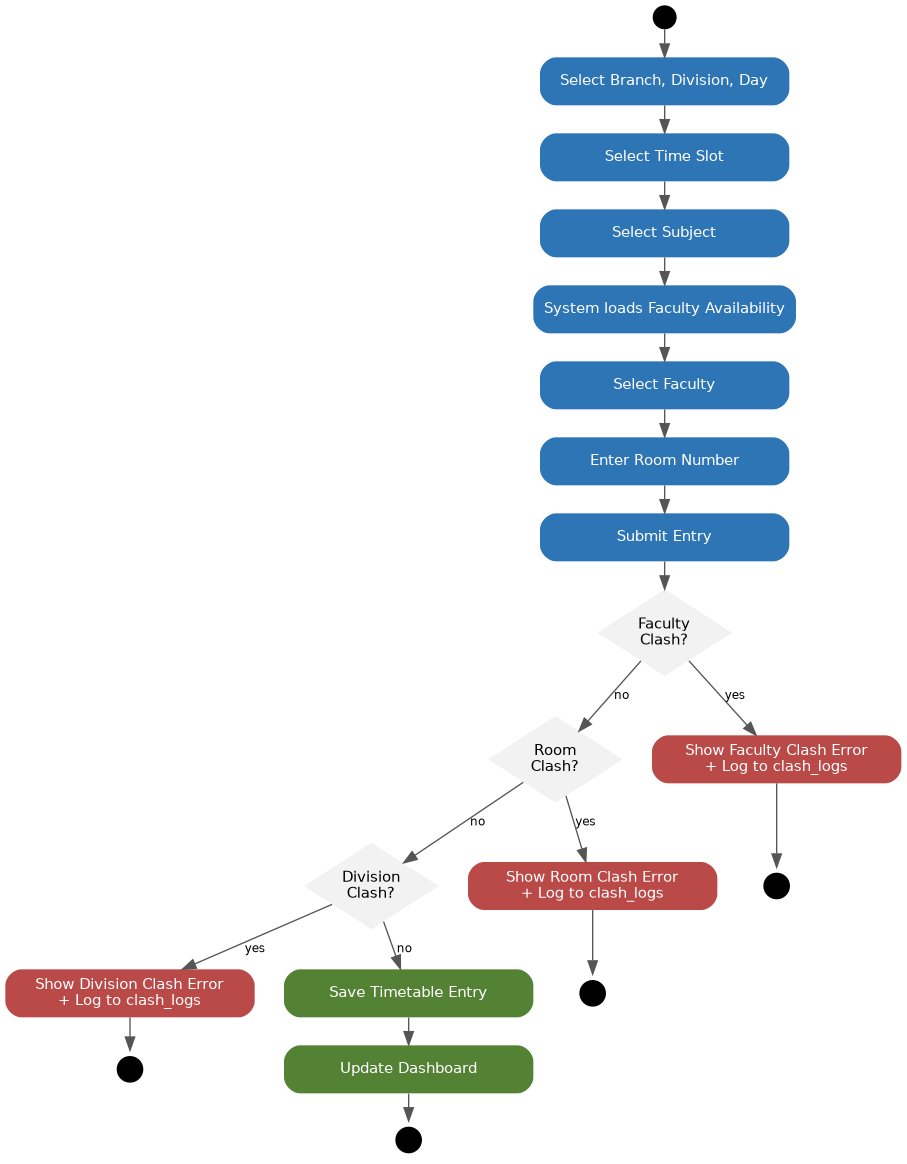 Select Branch, Division, Day
Select Time Slot
Select Subject
System loads Faculty Availability
Select Faculty
Enter Room Number
Submit Entry
Faculty
Clash?
no
yes
Room
Clash?
Show Faculty Clash Error
+ Log to clash_logs
no
yes
Division
Clash?
Show Room Clash Error
+ Log to clash_logs
yes
no
Show Division Clash Error
+ Log to clash_logs
Save Timetable Entry
Update Dashboard